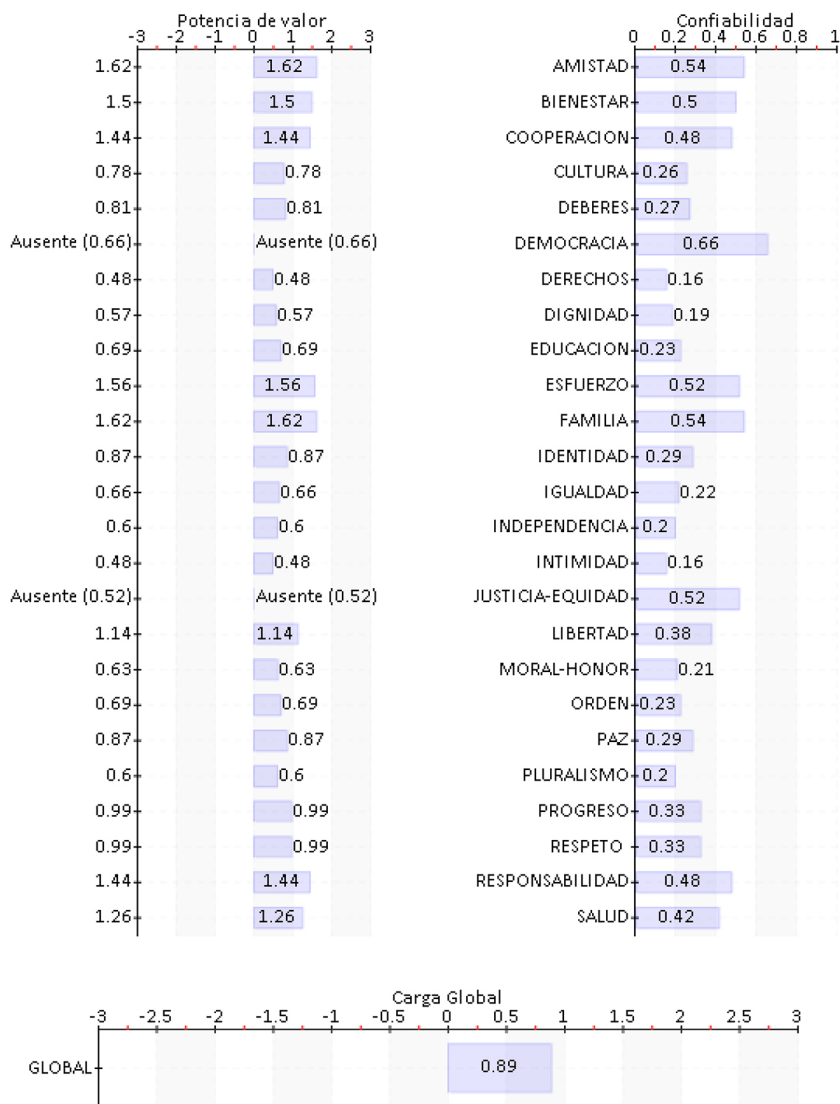 Potencia de valor Confiabilidad
-3 -2 -1 0 1 2 3 0 0.2 0.4 0.6 0.8 1
1.62 1.62 AMISTAD 0.54
1.5 1.5 BIENESTAR 0.5
1.44 1.44 COOPERACION 0.48
0.78 0.78 CULTURA 0.26
0.81 0.81 DEBERES 0.27
Ausente (0.66) Ausente (0.66) DEMOCRACIA 0.66
0.48 0.48 DERECHOS 0.16
0.57 0.57 DIGNIDAD 0.19
0.69 0.69 EDUCACION 0.23
1.56 1.56 ESFUERZO 0.52
1.62 1.62 FAMILIA 0.54
0.87 0.87 IDENTIDAD 0.29
0.66 0.66 IGUALDAD 0.22
0.6 0.6 INDEPENDENCIA 0.2
0.48 0.48 INTIMIDAD 0.16
Ausente (0.52) Ausente (0.52) JUSTICIA-EQUIDAD 0.52
1.14 1.14 LIBERTAD 0.38
0.63 0.63 MORAL-HONOR 0.21
0.69 0.69 ORDEN 0.23
0.87 0.87 PAZ 0.29
0.6 0.6 PLURALISMO 0.2
0.99 0.99 PROGRESO 0.33
0.99 0.99 RESPETO 0.33
1.44 1.44 RESPONSABILIDAD 0.48
1.26 1.26 SALUD 0.42
Carga Global
-3 -2.5 -2 -1.5 -1 -0.5 0 0.5 1 1.5 2 2.5 3
GLOBAL 0.89